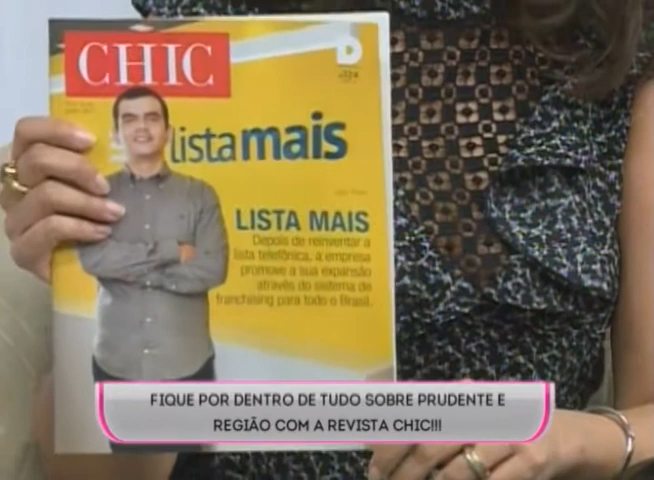 CHIC
D
listamais
LISTA MAIS
Depois de reinventar a
lista telefônica, a empresa
promove a sua expansão
através do sistema de
franchising para todo o Brasil.
FIQUE POR DENTRO DE TUDO SOBRE PRUDENTE E
REGIÃO COM A REVISTA CHIC!!!